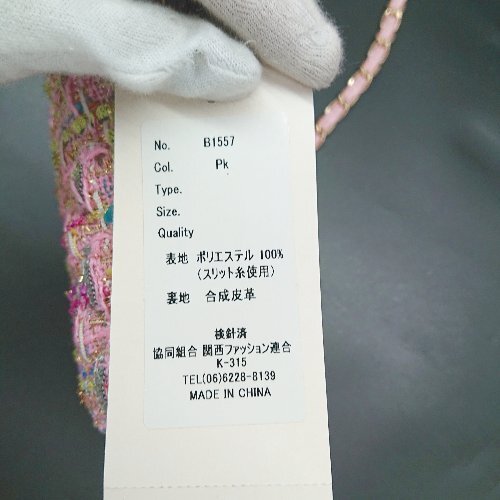 No. B1557
Col. Pk
Type.
Size.
Quality
表地 ポリエステル 100%
(スリット糸使用)
裏地 合成皮革
検針済
協同組合 関西ファッション連合
K-315
TEL(06)6228-8139
MADE IN CHINA